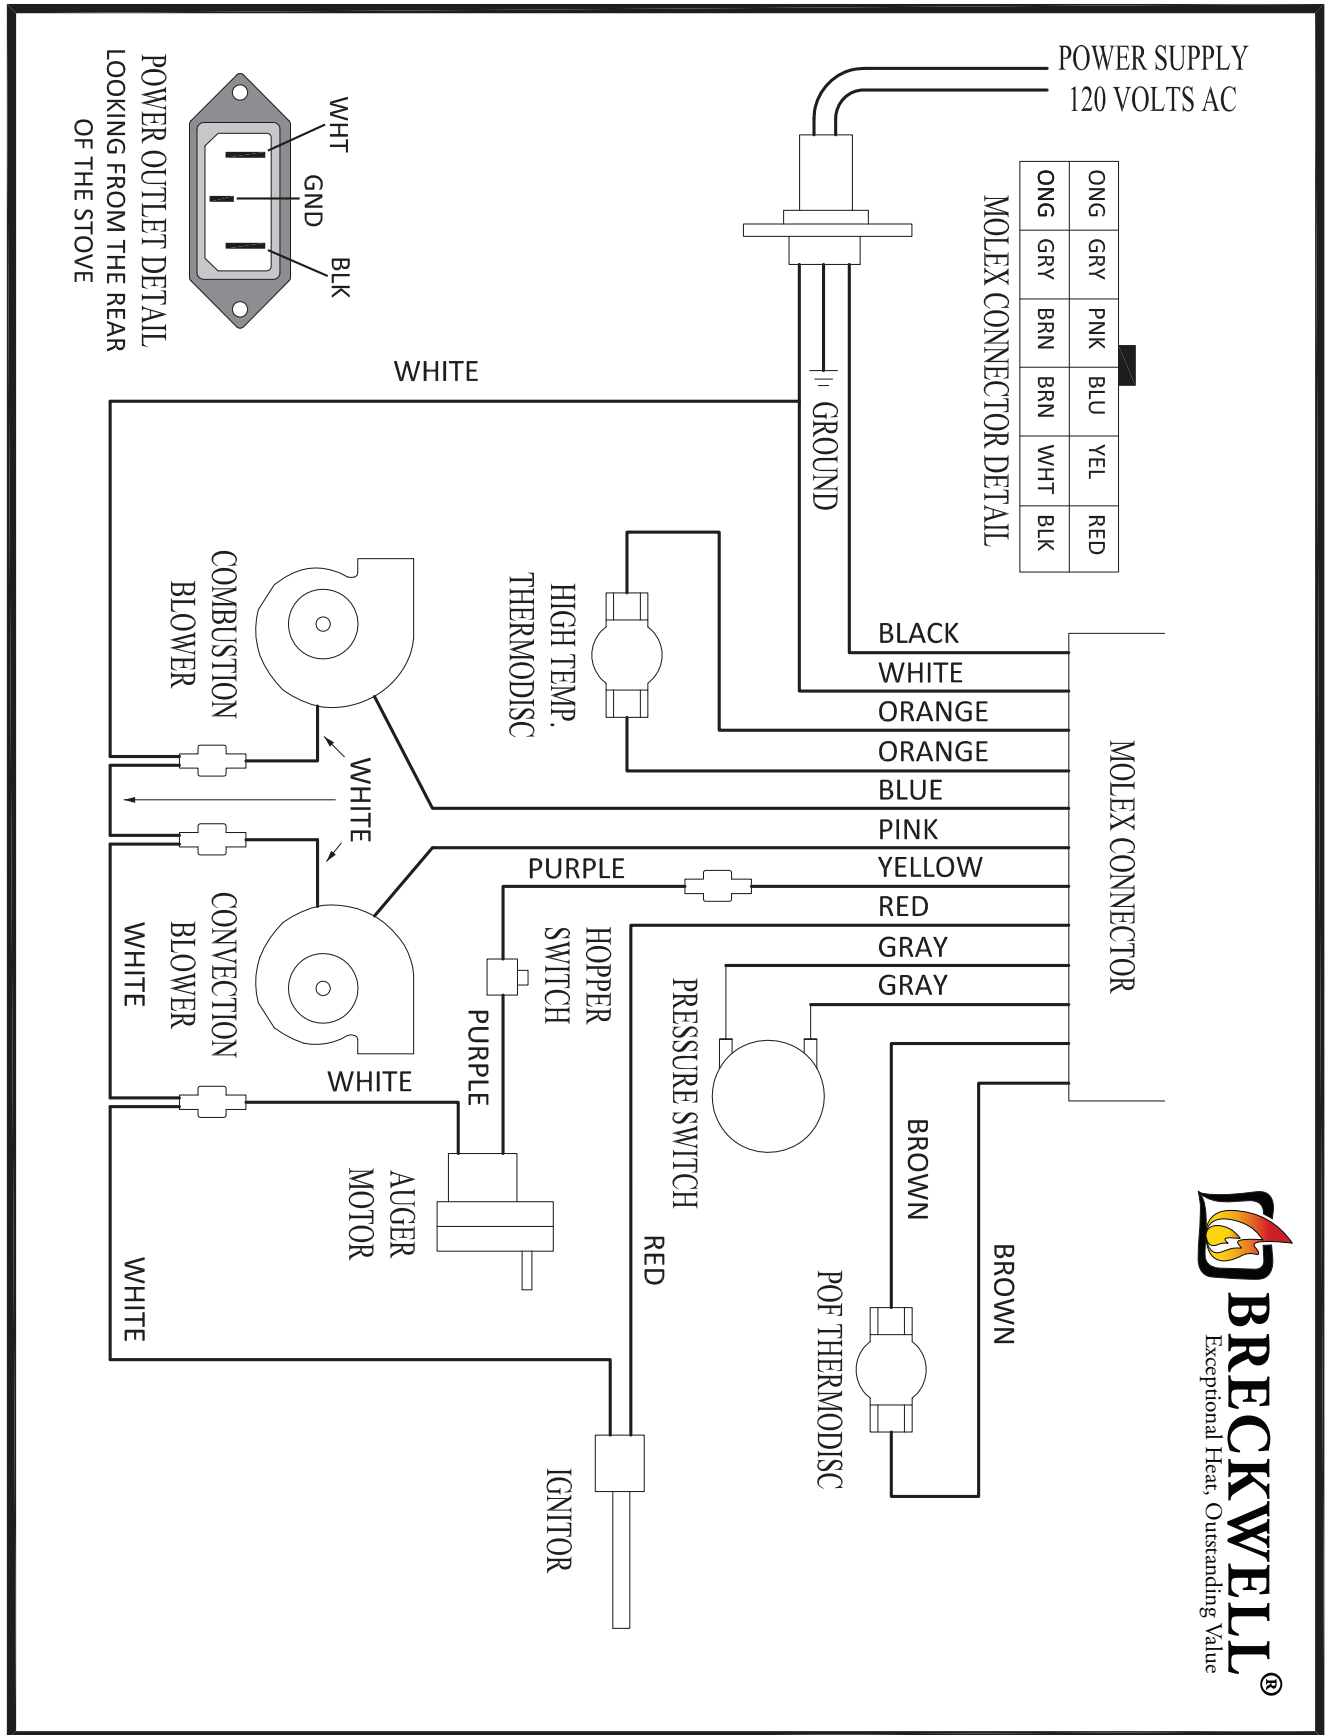 POWER SUPPLY
120 VOLTS AC
ONG GRY PNK BLU YEL RED
ONG GRY BRN BRN WHT BLK
MOLEX CONNECTOR DETAIL
WHT
GND
BLK
POWER OUTLET DETAIL
LOOKING FROM THE REAR
OF THE STOVE
WHITE
GROUND
BLACK
WHITE
ORANGE
ORANGE
BLUE
PINK
YELLOW
RED
GRAY
GRAY
MOLEX CONNECTOR
HIGH TEMP.
THERMODISC
COMBUSTION
BLOWER
WHITE
PURPLE
HOPPER
SWITCH
PURPLE
CONVECTION
BLOWER
WHITE
WHITE
PRESSURE SWITCH
AUGER
MOTOR
BROWN
BROWN
RED
POF THERMODISC
WHITE
IGNITOR
BRECKWELL®
Exceptional Heat, Outstanding Value